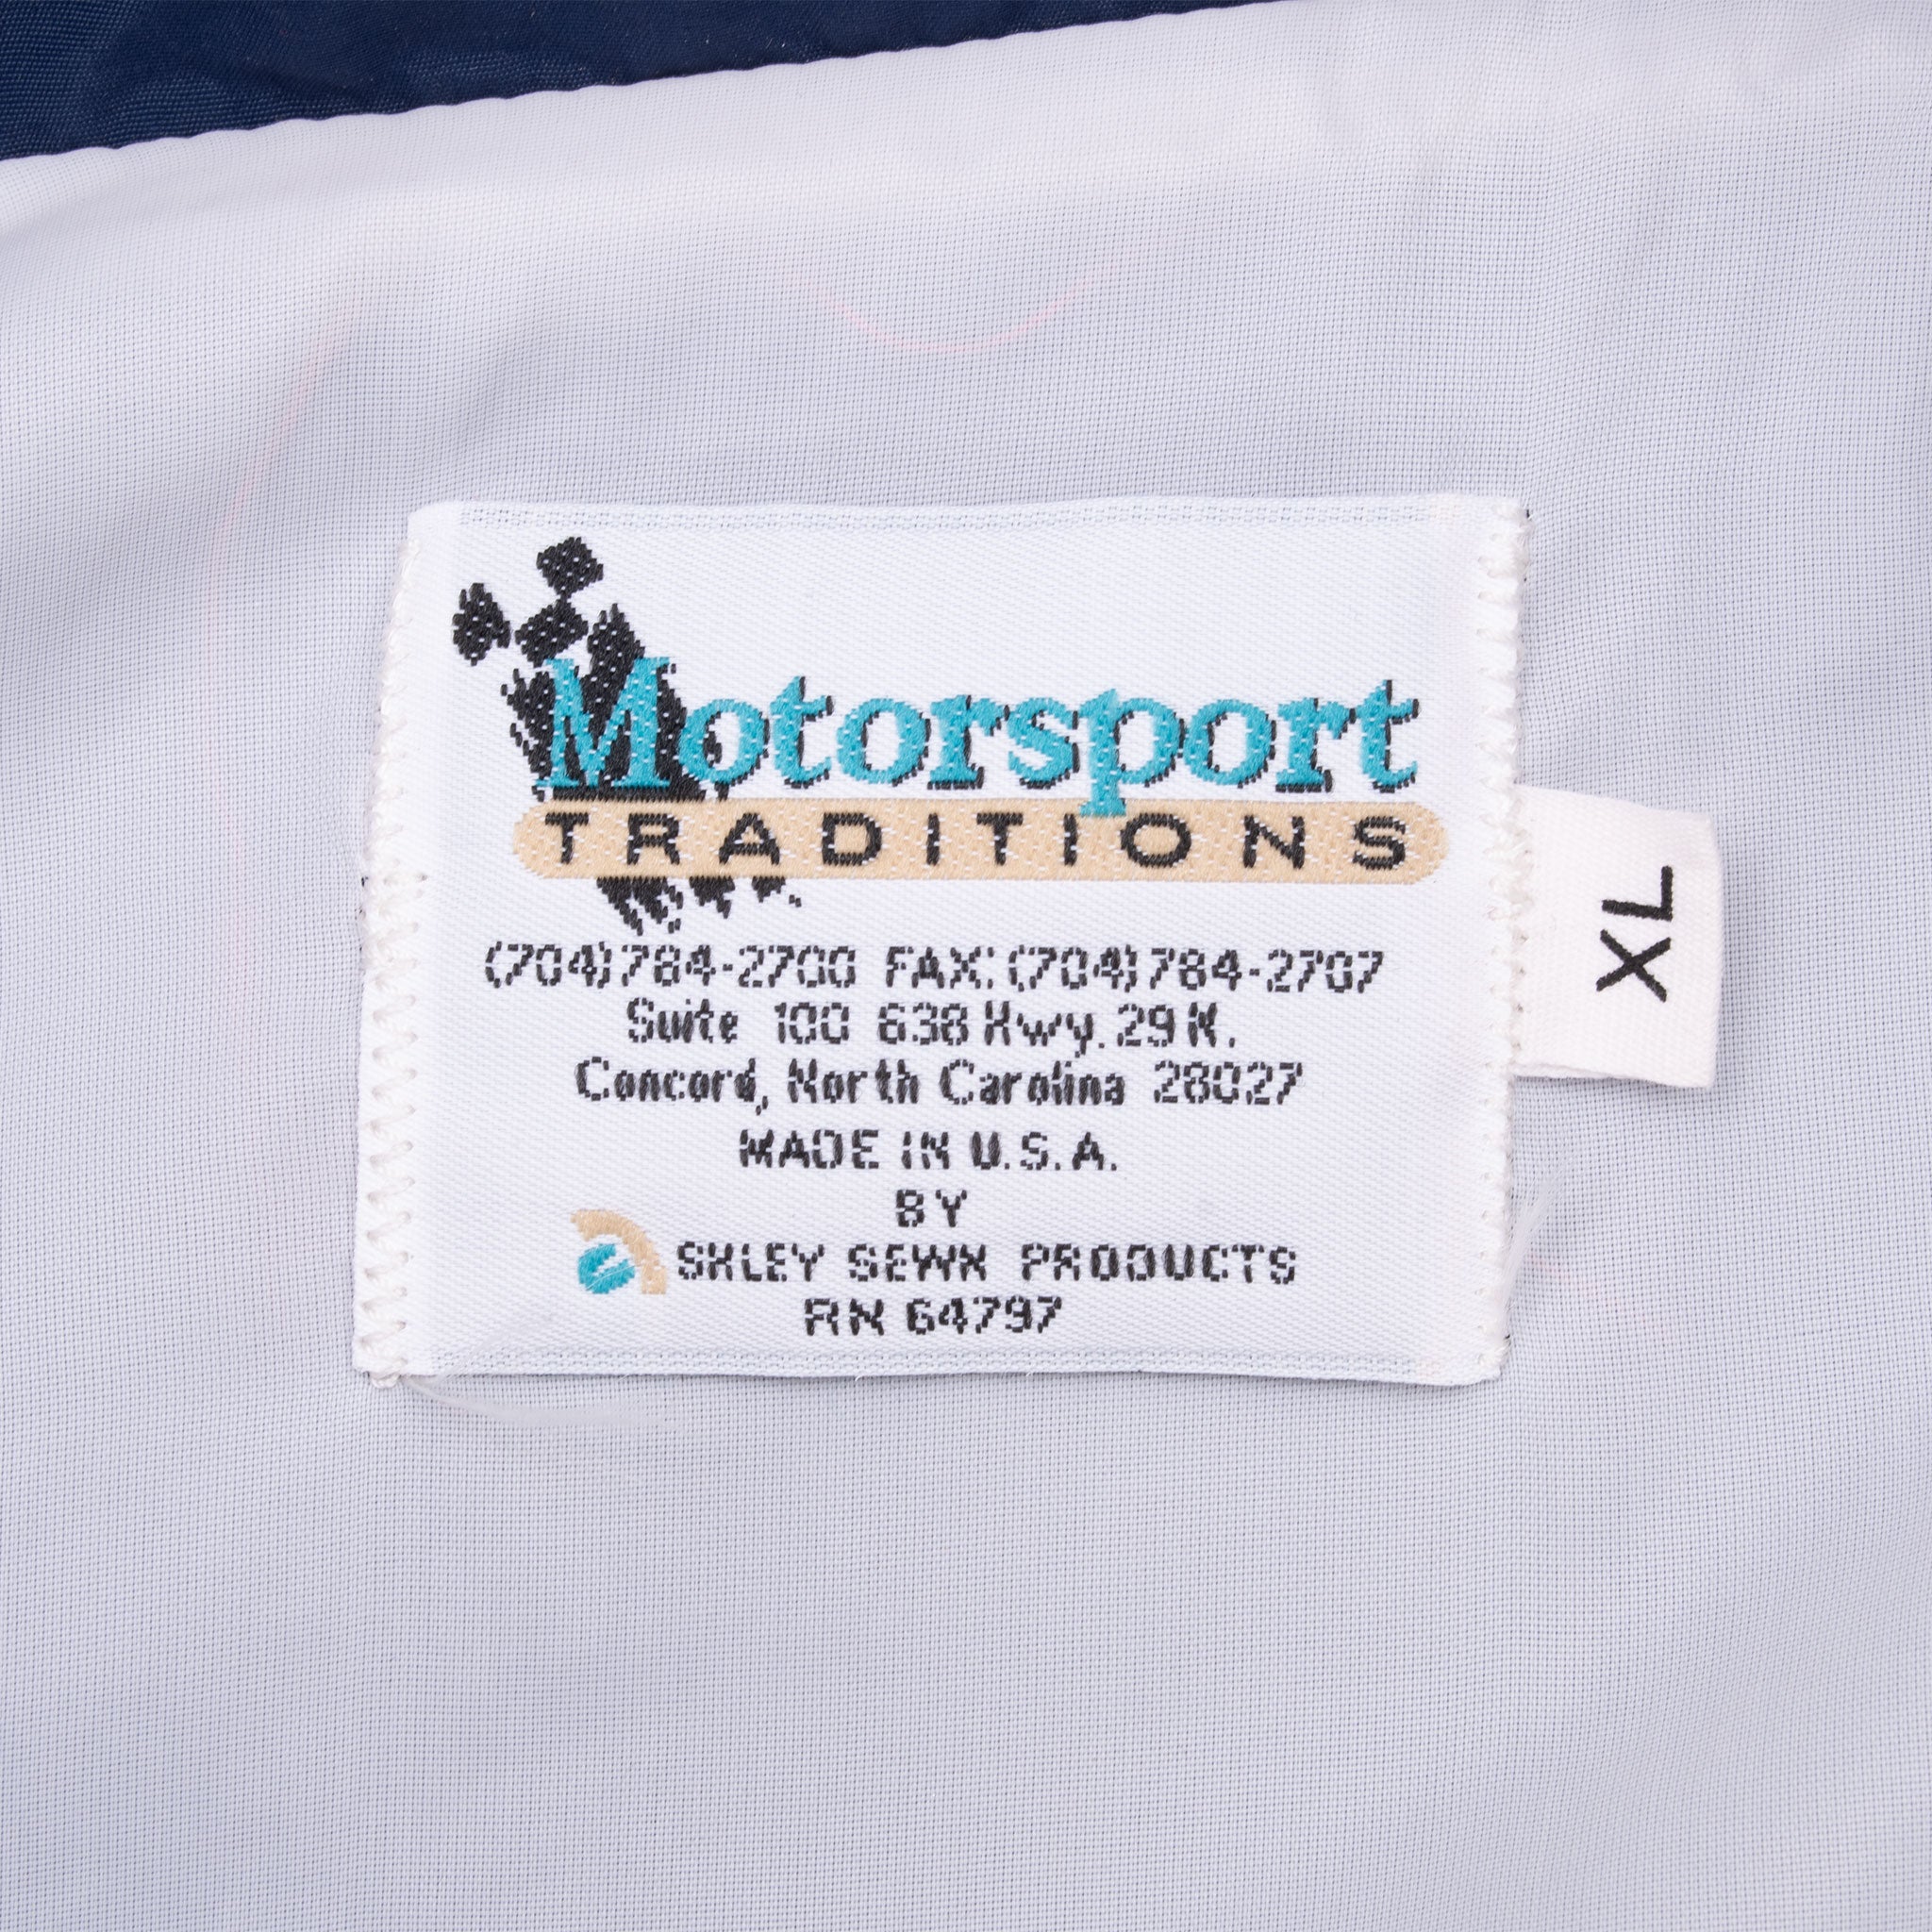 Motorsport
TRADITIONS
(704)784-2700 FAX:(704)784-2707
Suite 100 638 Hwy. 29 N.
Concord, North Carolina 28027
MADE IN U.S.A.
BY
SHLEY SEWN PRODUCTS
RN 64797
XL